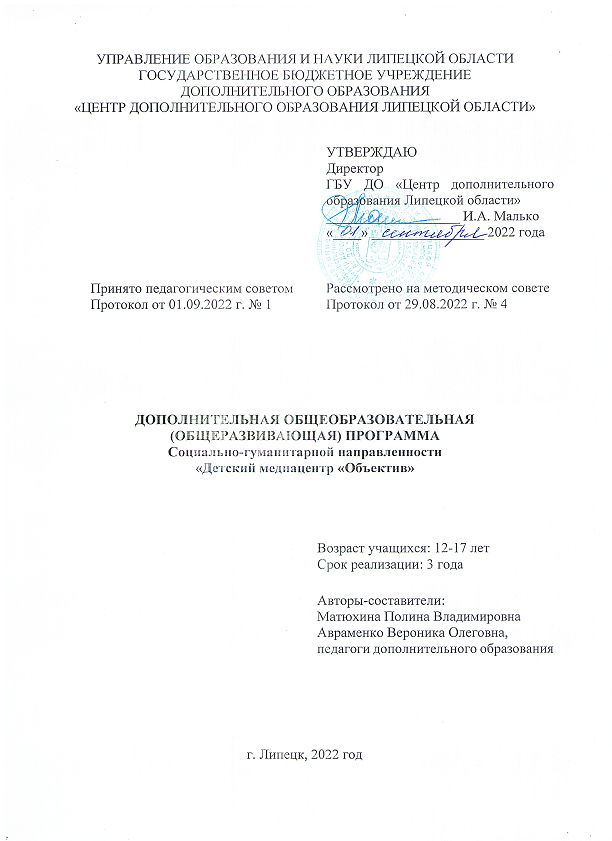 УПРАВЛЕНИЕ ОБРАЗОВАНИЯ И НАУКИ ЛИПЕЦКОЙ ОБЛАСТИ
ГОСУДАРСТВЕННОЕ БЮДЖЕТНОЕ УЧРЕЖДЕНИЕ
ДОПОЛНИТЕЛЬНОГО ОБРАЗОВАНИЯ
«ЦЕНТР ДОПОЛНИТЕЛЬНОГО ОБРАЗОВАНИЯ ЛИПЕЦКОЙ ОБЛАСТИ»
УТВЕРЖДАЮ
Директор
ГБУ ДО «Центр дополнительного
образования Липецкой области»
И.А. Малько
«01» сентября 2022 года
Принято педагогическим советом
Протокол от 01.09.2022 г. № 1
Рассмотрено на методическом совете
Протокол от 29.08.2022 г. № 4
ДОПОЛНИТЕЛЬНАЯ ОБЩЕОБРАЗОВАТЕЛЬНАЯ
(ОБЩЕРАЗВИВАЮЩАЯ) ПРОГРАММА
Социально-гуманитарной направленности
«Детский медиацентр «Объектив»
Возраст учащихся: 12-17 лет
Срок реализации: 3 года
Авторы-составители:
Матюхина Полина Владимировна
Авраменко Вероника Олеговна,
педагоги дополнительного образования
г. Липецк, 2022 год